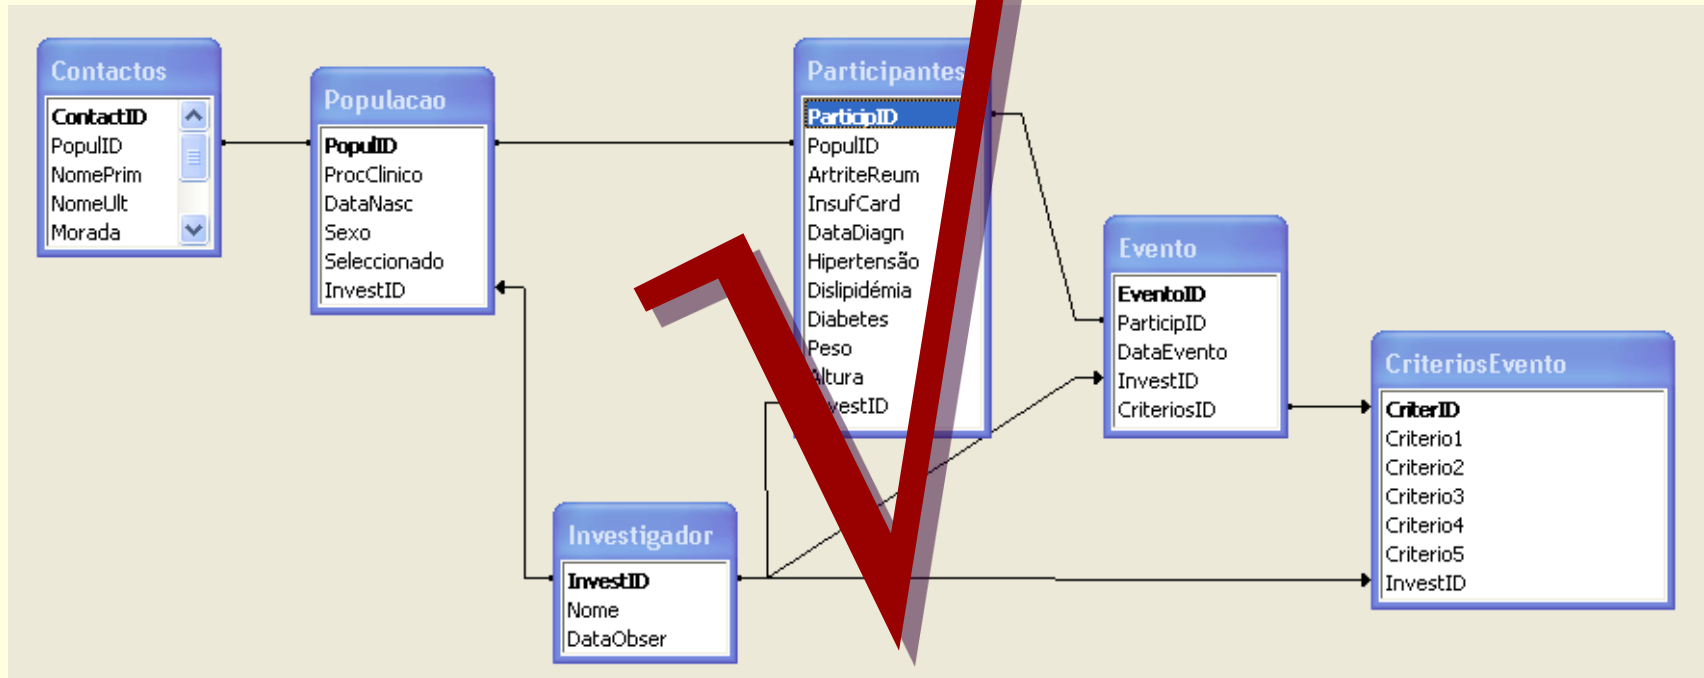 Contactos
ContactID
PopulID
NomePrim
NomeUlt
Morada
Populacao
PopulID
ProcClinico
DataNasc
Sexo
Seleccionado
InvestID
Participantes
ParticipID
PopulID
ArtriteReum
InsufCard
DataDiagn
Hipertensão
Dislipidémia
Diabetes
Peso
Altura
InvestID
Evento
EventoID
ParticipID
DataEvento
InvestID
CriteriosID
CriteriosEvento
CriterID
Criterio1
Criterio2
Criterio3
Criterio4
Criterio5
InvestID
Investigador
InvestID
Nome
DataObser